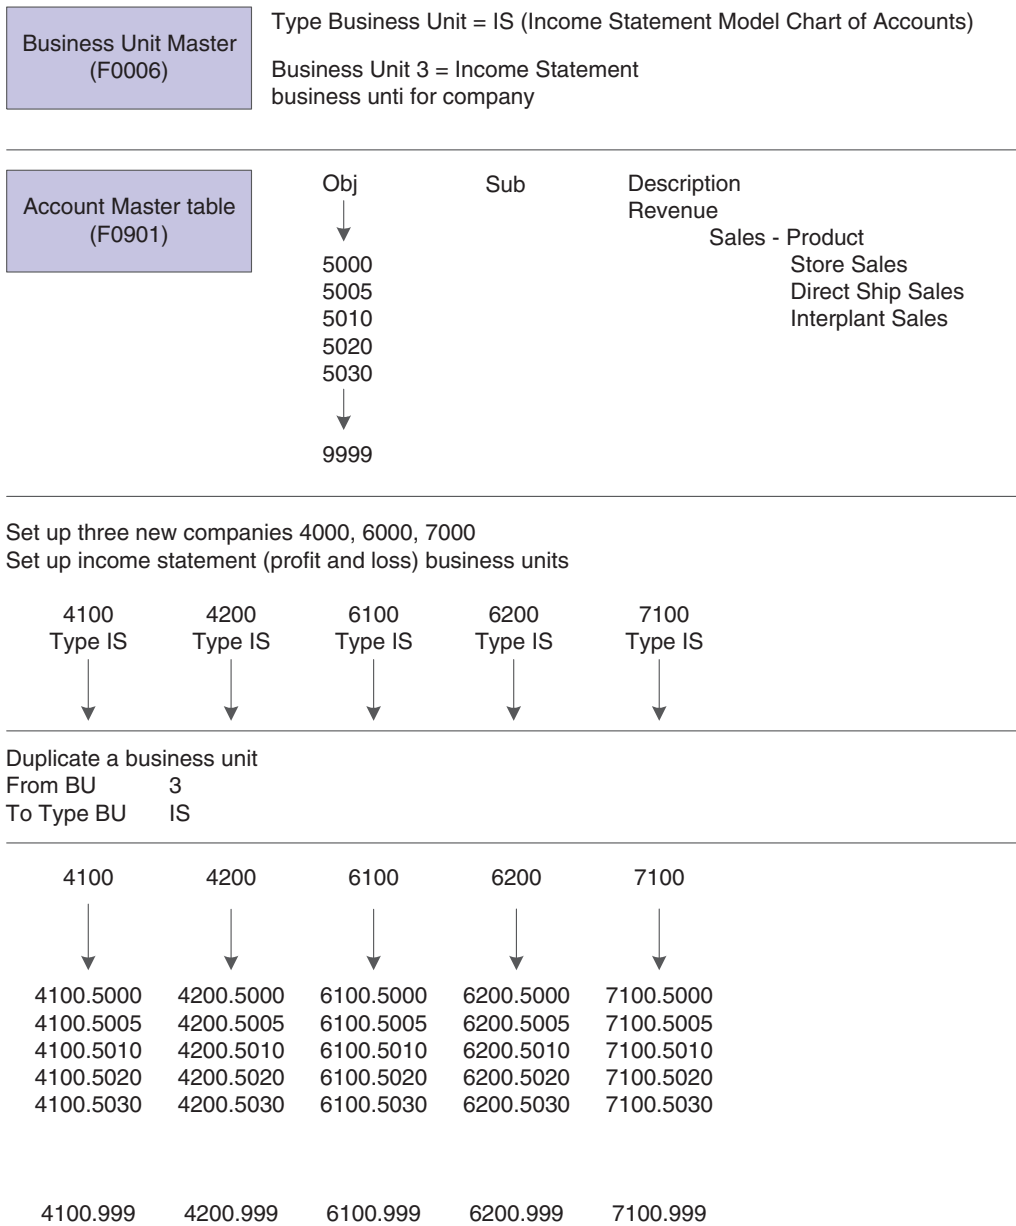 Business Unit Master
(F0006)
Type Business Unit = IS (Income Statement Model Chart of Accounts)
Business Unit 3 = Income Statement
business unti for company
Account Master table
(F0901)
Obj Sub Description
Revenue
Sales - Product
5000 Store Sales
5005 Direct Ship Sales
5010 Interplant Sales
5020
5030
9999
Set up three new companies 4000, 6000, 7000
Set up income statement (profit and loss) business units
4100 4200 6100 6200 7100
Type IS Type IS Type IS Type IS Type IS
Duplicate a business unit
From BU 3
To Type BU IS
4100 4200 6100 6200 7100
4100.5000 4200.5000 6100.5000 6200.5000 7100.5000
4100.5005 4200.5005 6100.5005 6200.5005 7100.5005
4100.5010 4200.5010 6100.5010 6200.5010 7100.5010
4100.5020 4200.5020 6100.5020 6200.5020 7100.5020
4100.5030 4200.5030 6100.5030 6200.5030 7100.5030
4100.999 4200.999 6100.999 6200.999 7100.999